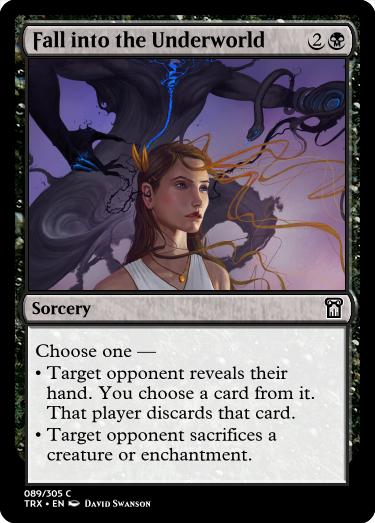 Fall into the Underworld 2
Sorcery
Choose one —
• Target opponent reveals their
hand. You choose a card from it.
That player discards that card.
• Target opponent sacrifices a
creature or enchantment.
089/305 C
TRX • EN DAVID SWANSON